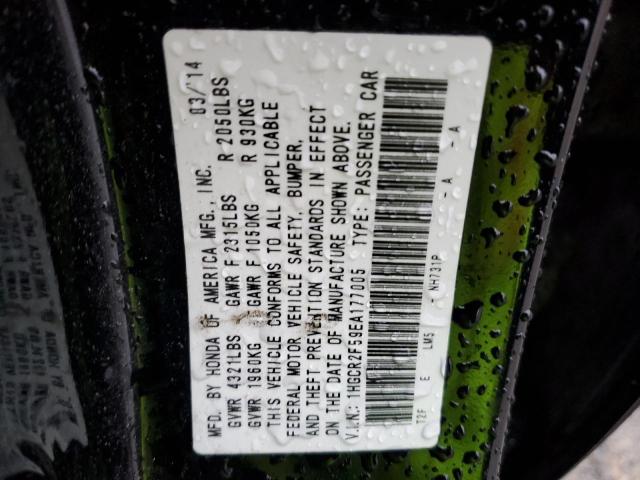 MFD. BY HONDA OF AMERICA MFG., INC. 03/'14
GVWR 4321LBS GAWR F 2315LBS R 2050LBS
GVWR 1960KG GAWR F 1050KG R 930KG
THIS VEHICLE CONFORMS TO ALL APPLICABLE
FEDERAL MOTOR VEHICLE SAFETY, BUMPER,
AND THEFT PREVENTION STANDARDS IN EFFECT
ON THE DATE OF MANUFACTURE SHOWN ABOVE.
V.I.N.: 1HGCR2F59EA177005 TYPE: PASSENGER CAR
T2F E LM5 NH731P A - A